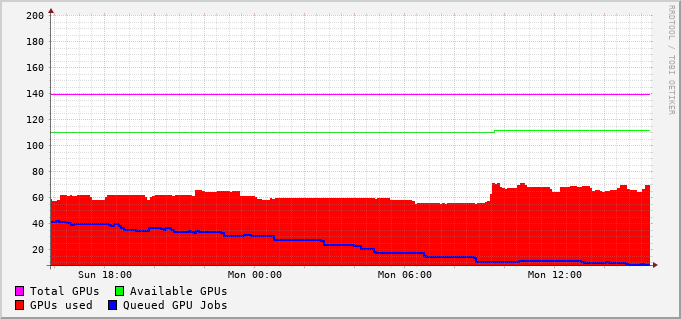 200
180
160
140
120
100
80
60
40
20
Sun 18:00 Mon 00:00 Mon 06:00 Mon 12:00
Total GPUs Available GPUs
GPUs used Queued GPU Jobs
RRDTOOL / TOBI OETIKER